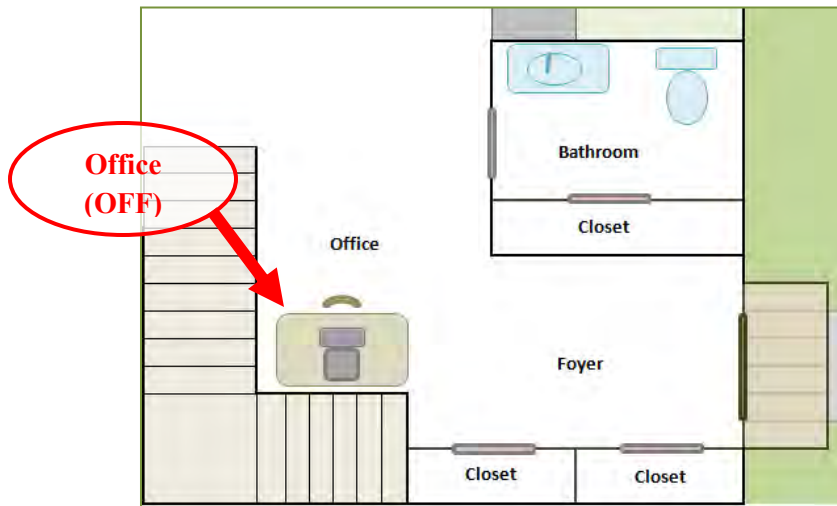 Bathroom
Office
(OFF)
Closet
Office
Foyer
Closet
Closet